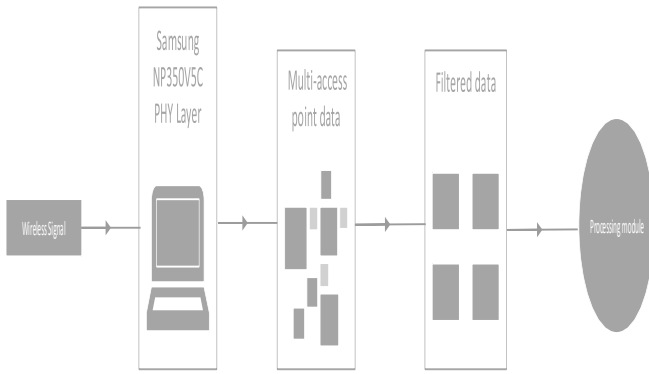 Wireless Signal
Samsung
NP350V5C
PHY Layer
Multi-access
point data
Filtered data
Processing module